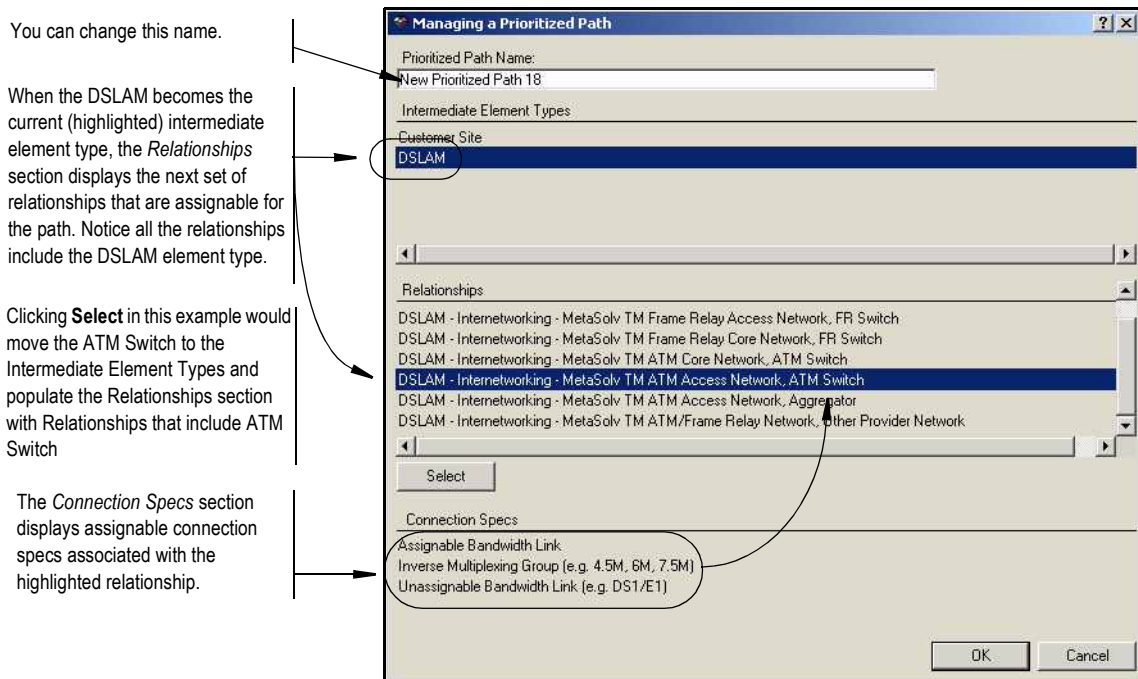 You can change this name.
When the DSLAM becomes the
current (highlighted) intermediate
element type, the Relationships
section displays the next set of
relationships that are assignable for
the path. Notice all the relationships
include the DSLAM element type.
Clicking Select in this example would
move the ATM Switch to the
Intermediate Element Types and
populate the Relationships section
with Relationships that include ATM
Switch
The Connection Specs section
displays assignable connection
specs associated with the
highlighted relationship.
Managing a Prioritized Path
Prioritized Path Name:
New Prioritized Path 18
Intermediate Element Types
Customer Site
DSLAM
Relationships
DSLAM - Internetworking - MetaSolv TM Frame Relay Access Network, FR Switch
DSLAM - Internetworking - MetaSolv TM Frame Relay Core Network, FR Switch
DSLAM - Internetworking - MetaSolv TM ATM Core Network, ATM Switch
DSLAM - Internetworking - MetaSolv TM ATM Access Network, ATM Switch
DSLAM - Internetworking - MetaSolv TM ATM Access Network, Aggregator
DSLAM - Internetworking - MetaSolv TM ATM/Frame Relay Network, Other Provider Network
Select
Connection Specs
Assignable Bandwidth Link
Inverse Multiplexing Group (e.g. 4.5M, 6M, 7.5M)
Unassignable Bandwidth Link (e.g. DS1/E1)
OK
Cancel